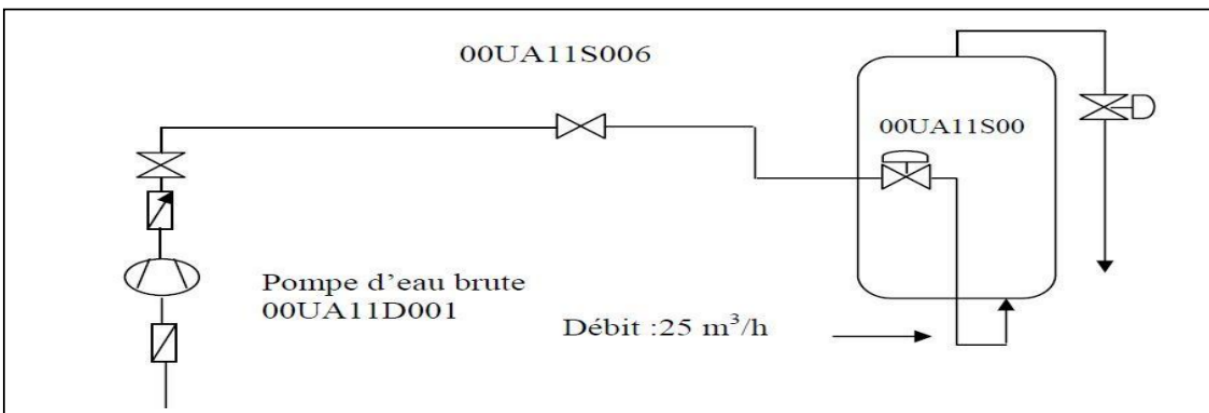 00UA11S006
00UA11S00
Pompe d’eau brute
00UA11D001
Débit :25 m³/h